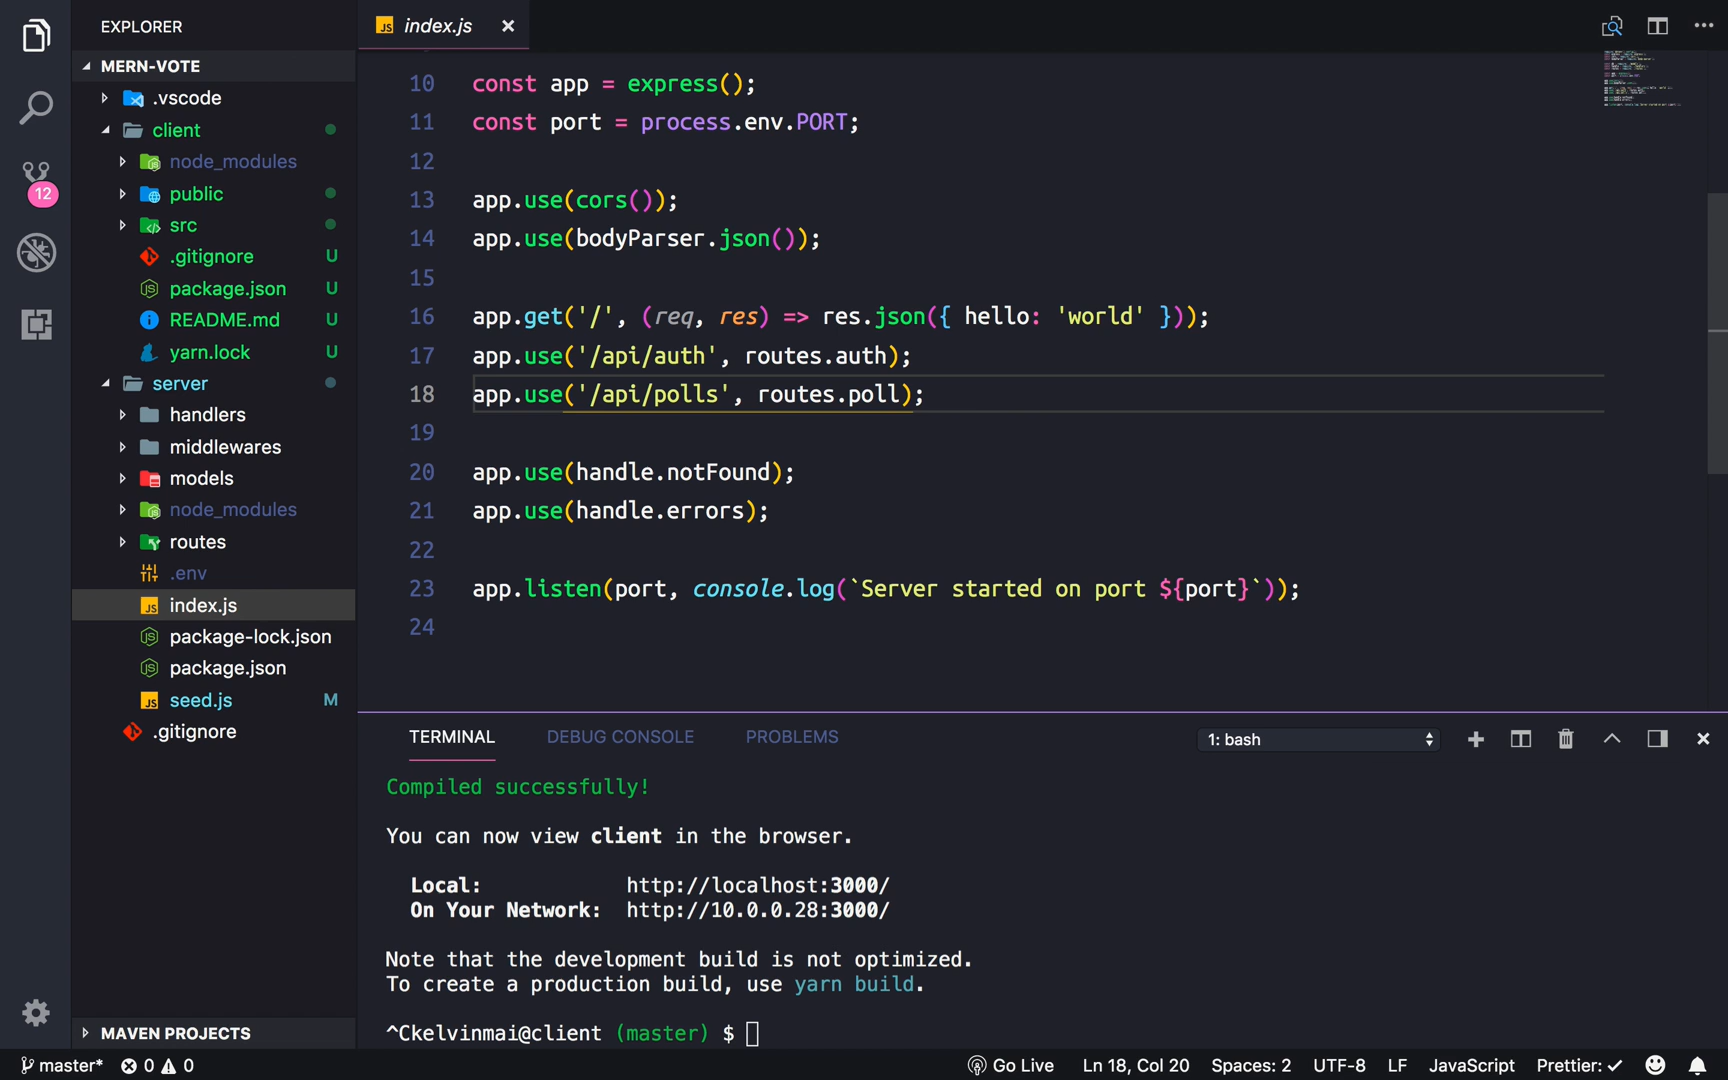 EXPLORER
MERN-VOTE
.vscode
client
node_modules
public
src
.gitignore U
package.json U
README.md U
yarn.lock U
server
handlers
middlewares
models
node_modules
routes
.env
index.js
package-lock.json
package.json
seed.js M
.gitignore
MAVEN PROJECTS
12
index.js
10 const app = express();
11 const port = process.env.PORT;
12
13 app.use(cors());
14 app.use(bodyParser.json());
15
16 app.get('/', (req, res) => res.json({ hello: 'world' }));
17 app.use('/api/auth', routes.auth);
18 app.use('/api/polls', routes.poll);
19
20 app.use(handle.notFound);
21 app.use(handle.errors);
22
23 app.listen(port, console.log(`Server started on port ${port}`));
24
TERMINAL DEBUG CONSOLE PROBLEMS 1: bash
Compiled successfully!
You can now view client in the browser.
Local: http://localhost:3000/
On Your Network: http://10.0.0.28:3000/
Note that the development build is not optimized.
To create a production build, use yarn build.
^Ckelvinmai@client (master) $
master* 0 0 Go Live Ln 18, Col 20 Spaces: 2 UTF-8 LF JavaScript Prettier: ✓